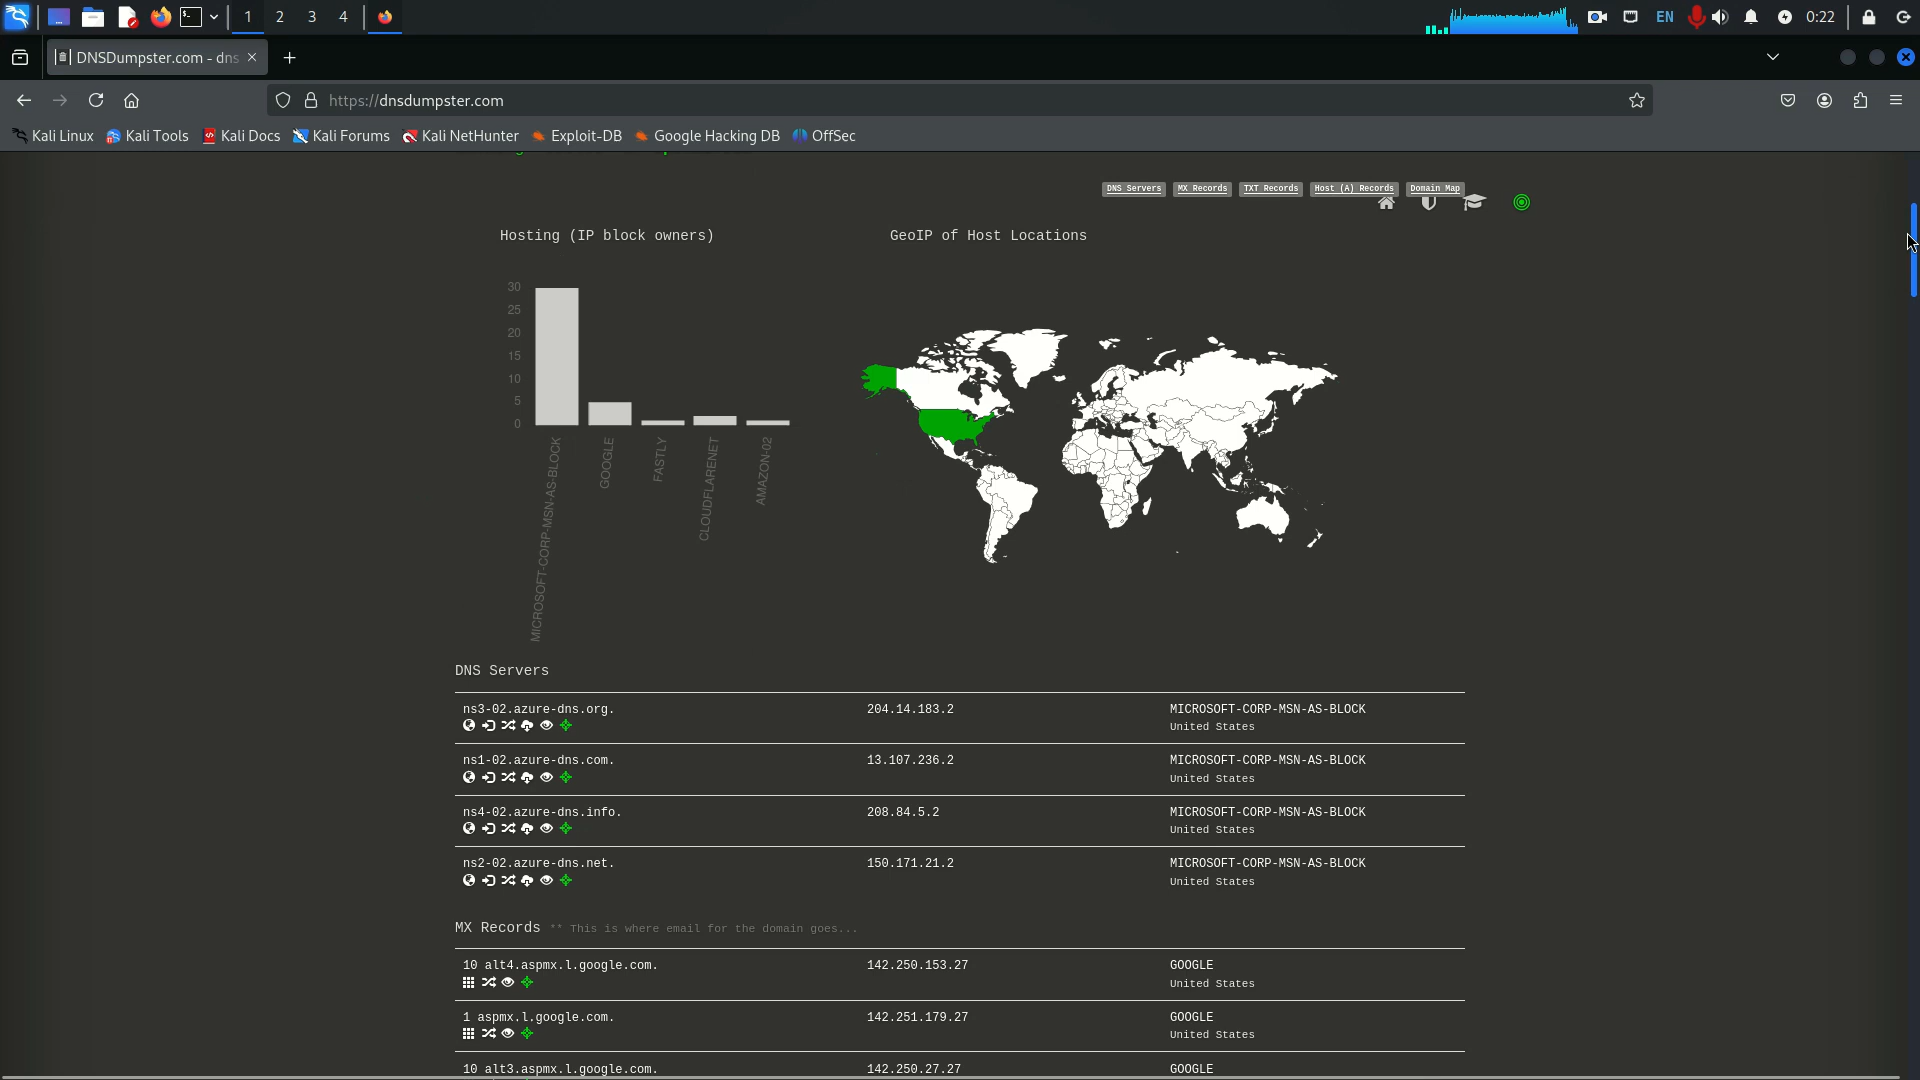 1 2 3 4
EN
0:22
DNSDumpster.com - dns
https://dnsdumpster.com
Kali Linux Kali Tools Kali Docs Kali Forums Kali NetHunter Exploit-DB Google Hacking DB OffSec
DNS Servers MX Records TXT Records Host (A) Records Domain Map
Hosting (IP block owners)
GeoIP of Host Locations
30
25
20
15
10
5
0
MICROSOFT-CORP-MSN-AS-BLOCK
GOOGLE
FASTLY
CLOUDFLARENET
AMAZON-02
DNS Servers
ns3-02.azure-dns.org. 204.14.183.2 MICROSOFT-CORP-MSN-AS-BLOCK
United States
ns1-02.azure-dns.com. 13.107.236.2 MICROSOFT-CORP-MSN-AS-BLOCK
United States
ns4-02.azure-dns.info. 208.84.5.2 MICROSOFT-CORP-MSN-AS-BLOCK
United States
ns2-02.azure-dns.net. 150.171.21.2 MICROSOFT-CORP-MSN-AS-BLOCK
United States
MX Records ** This is where email for the domain goes...
10 alt4.aspmx.l.google.com. 142.250.153.27 GOOGLE
United States
1 aspmx.l.google.com. 142.251.179.27 GOOGLE
United States
10 alt3.aspmx.l.google.com. 142.250.27.27 GOOGLE